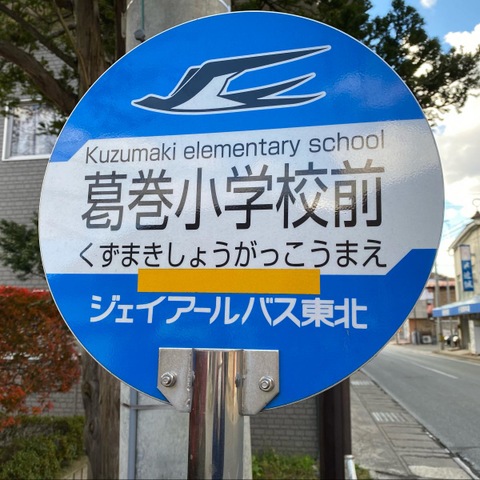 Kuzumaki elementary school
葛巻小学校前
くずまきしょうがっこうまえ
ジェイアールバス東北